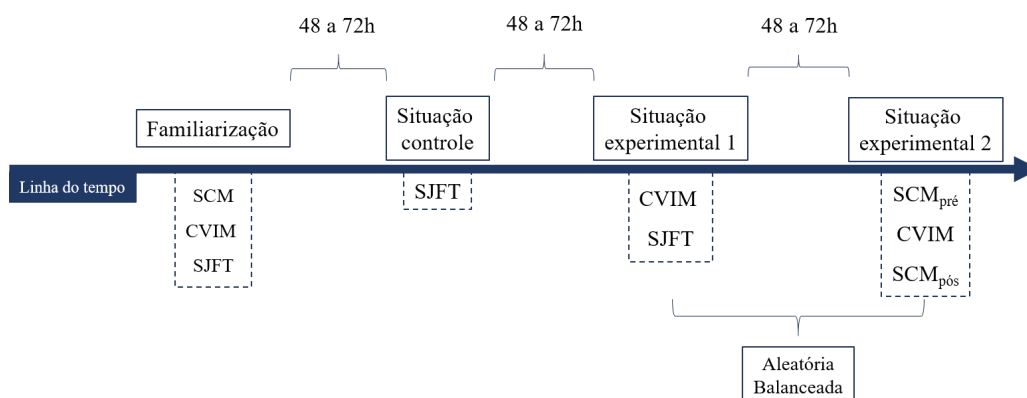 48 a 72h
48 a 72h
48 a 72h
Familiarização
Situação
controle
Situação
experimental 1
Situação
experimental 2
Linha do tempo
SCM
CVIM
SJFT
SJFT
CVIM
SJFT
SCMpré
CVIM
SCMpós
Aleatória
Balanceada